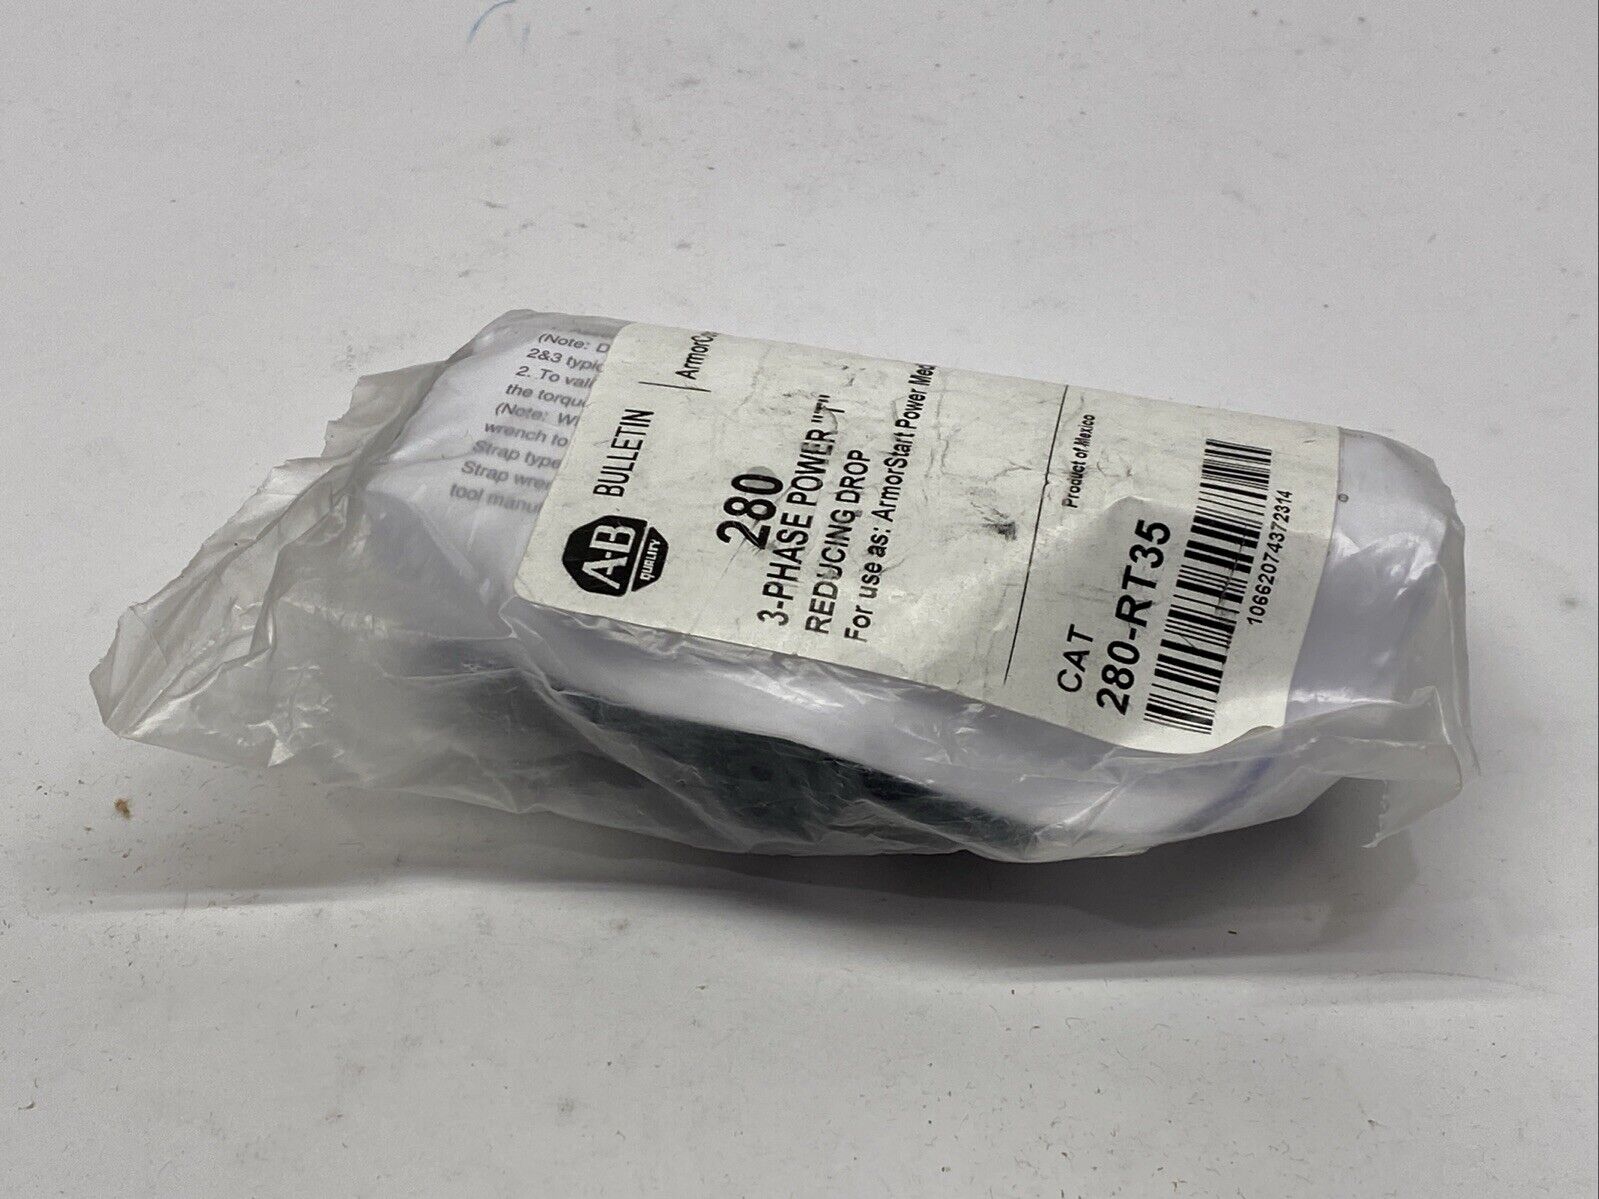 (Note: D
2&3 typic
2. To vali
the torqu
(Note: W
wrench to
Strap type
Strap wre
tool manu
A-B
QUALITY
BULLETIN
280
3-PHASE POWER "T"
REDUCING DROP
For use as: ArmorStart Power Med
Product of Mexico
CAT
280-RT35
10662074372314